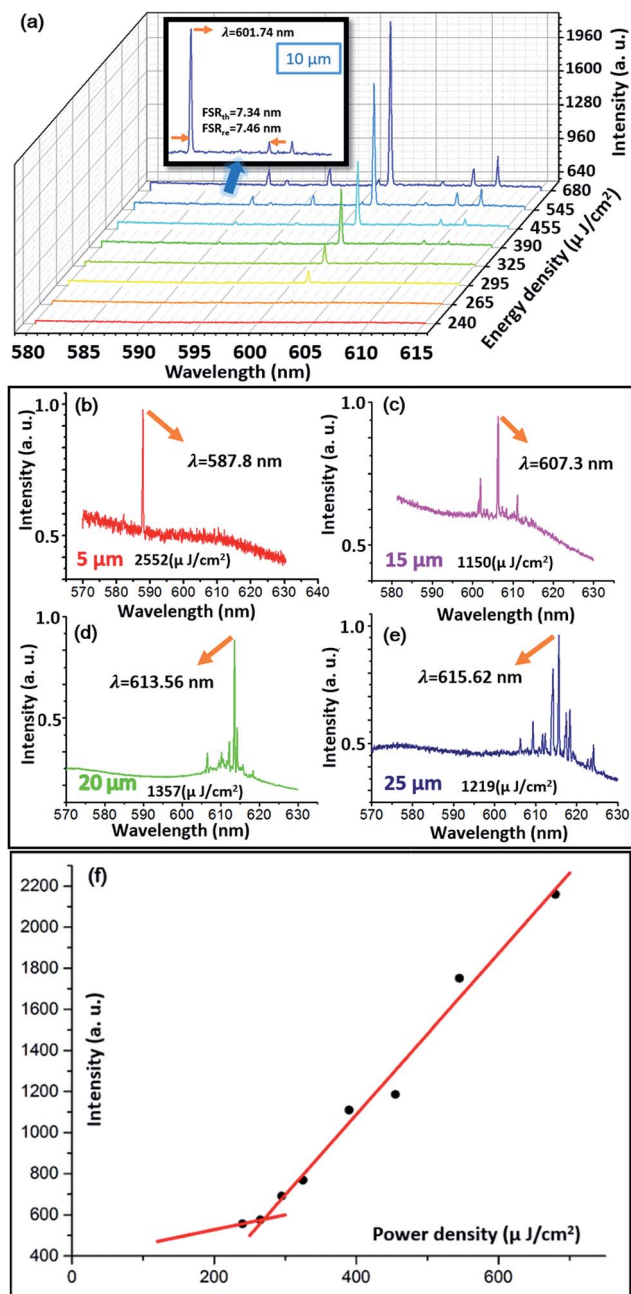 (a)
λ=601.74 nm
10 μm
FSRth=7.34 nm
FSRre=7.46 nm
1960
1600
1280
960
640
Intensity (a. u.)
680
545
455
390
325
295
265
240
Energy density(μ J/cm²)
580 585 590 595 600 605 610 615
Wavelength (nm)
(b)
1.0
0.5
Intensity (a. u.)
λ=587.8 nm
5 μm
2552(μ J/cm²)
570 580 590 600 610 620 630 640
Wavelength (nm)
(c)
1.0
0.5
Intensity (a. u.)
λ=607.3 nm
15 μm
1150(μ J/cm²)
580 590 600 610 620 630
Wavelength (nm)
(d)
1.0
0.5
Intensity (a. u.)
λ=613.56 nm
20 μm
1357(μ J/cm²)
570 580 590 600 610 620 630
Wavelength (nm)
(e)
1.0
0.5
Intensity (a. u.)
λ=615.62 nm
25 μm
1219(μ J/cm²)
570 580 590 600 610 620 630
Wavelength (nm)
(f)
2200
2000
1800
1600
1400
1200
1000
800
600
400
Intensity (a. u.)
Power density (μ J/cm²)
0 200 400 600